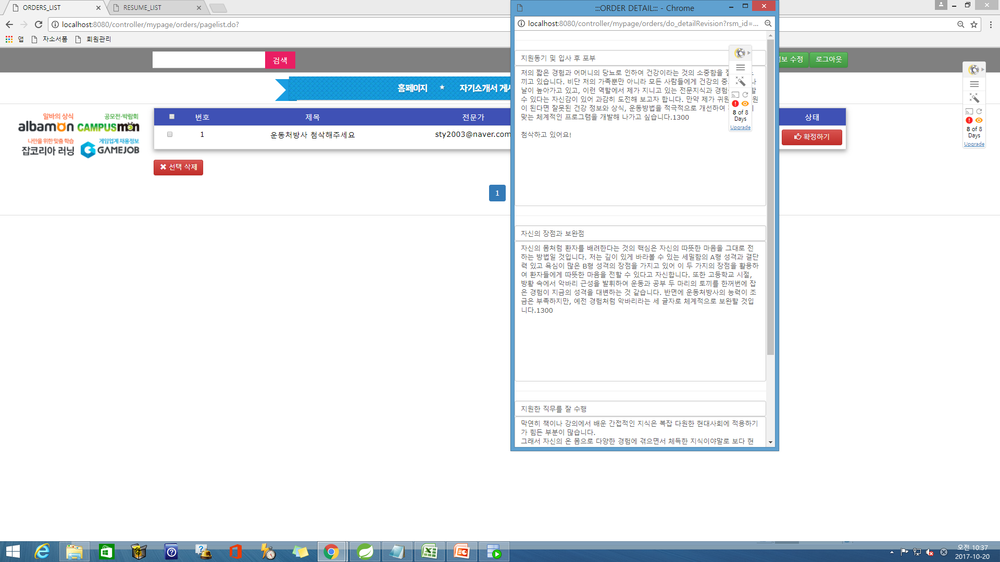 ORDERS_LIST
RESUME_LIST
localhost:8080/controller/mypage/orders/pagelist.do?
앱
자소서폼
회원관리
검색
보 수정
로그아웃
홈페이지 ★ 자기소개서 게시
알바의 상식
albamon
공모전·박람회
CAMPUSmon
나만을 위한 맞춤 학습
잡코리아 러닝
게임업계 채용정보
GAMEJOB
번호 제목 전문가 상태
1 운동처방사 첨삭해주세요 sty2003@naver.com 확정하기
선택 삭제
1
:::ORDER DETAIL::: - Chrome
localhost:8080/controller/mypage/orders/do_detailRevision?rsm_id=...
지원동기 및 입사 후 포부
저의 짧은 경험과 어머니의 당뇨로 인하여 건강이라는 것의 소중함을
끼고 있습니다. 비단 저의 가족뿐만 아니라 모든 사람들에게 건강의
날이 높아가고 있고, 이런 역할에서 제가 지니고 있는 전문지식과
수 있다는 자신감이 있어 과감히 도전해 보고자 합니다. 만약 제가
이 된다면 잘못된 건강 정보와 상식, 운동방법을 적극적으로 개선하여
맞는 체계적인 프로그램을 개발해 나가고 싶습니다.1300
첨삭하고 있어요!
자신의 장점과 보완점
자신의 몸처럼 환자를 배려한다는 것의 핵심은 자신의 따뜻한 마음을 그대로 전
하는 방법일 것입니다. 저는 깊이 있게 바라볼 수 있는 세밀함의 A형 성격과 결단
력 있고 욕심이 많은 B형 성격의 장점을 가지고 있어 이 두 가지의 장점을 활용하
여 환자들에게 따뜻한 마음을 전할 수 있다고 자신합니다. 또한 고등학교 시절,
방황 속에서 악바리 근성을 발휘하여 운동과 공부 두 마리의 토끼를 한꺼번에 잡
은 경험이 지금의 성격을 대변하는 것 같습니다. 반면에 운동처방사의 능력이 조
금은 부족하지만, 예전 경험처럼 악바리라는 세 글자로 체계적으로 보완할 것입
니다.1300
지원한 직무를 잘 수행
막연히 책이나 강의에서 배운 간접적인 지식은 복잡 다원한 현대사회에 적용하기
가 힘든 부분이 많습니다.
그래서 자신의 온 몸으로 다양한 경험에 겪으면서 체득한 지식이야말로 보다 현
8 of 8
Days
Upgrade
8 of 8
Days
Upgrade
오전 10:37
2017-10-20